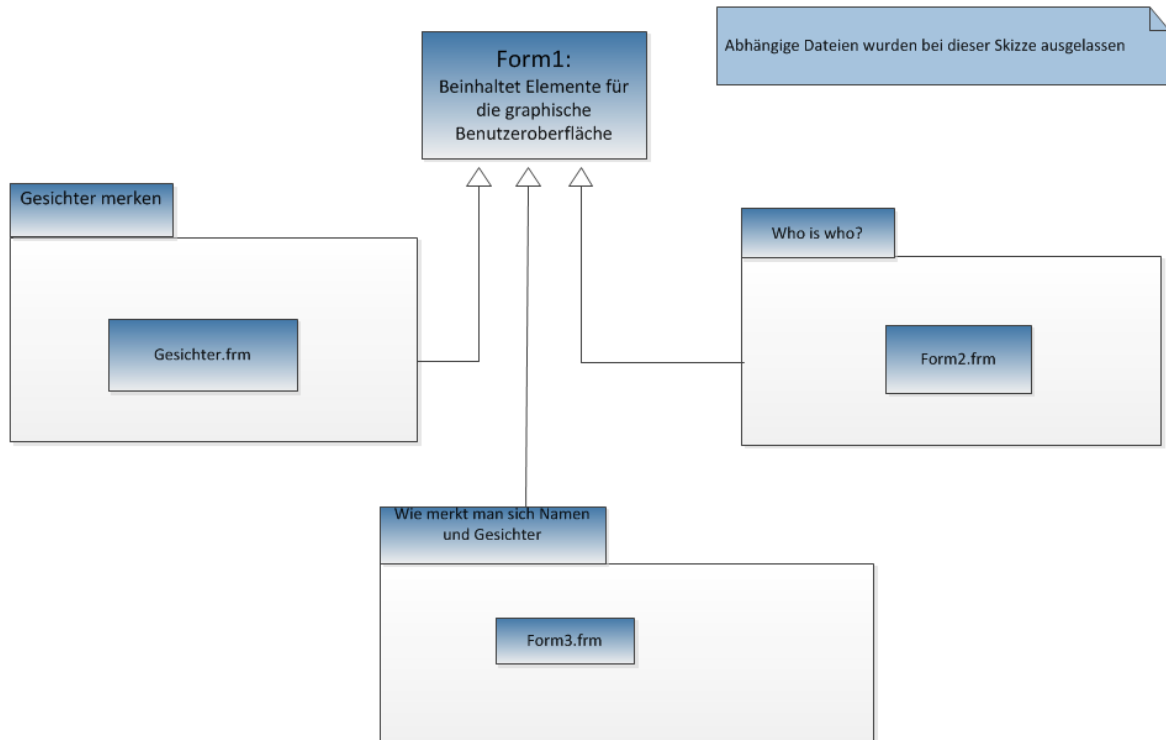 Form1:
Beinhaltet Elemente für
die graphische
Benutzeroberfläche
Abhängige Dateien wurden bei dieser Skizze ausgelassen
Gesichter merken
Gesichter.frm
Who is who?
Form2.frm
Wie merkt man sich Namen
und Gesichter
Form3.frm